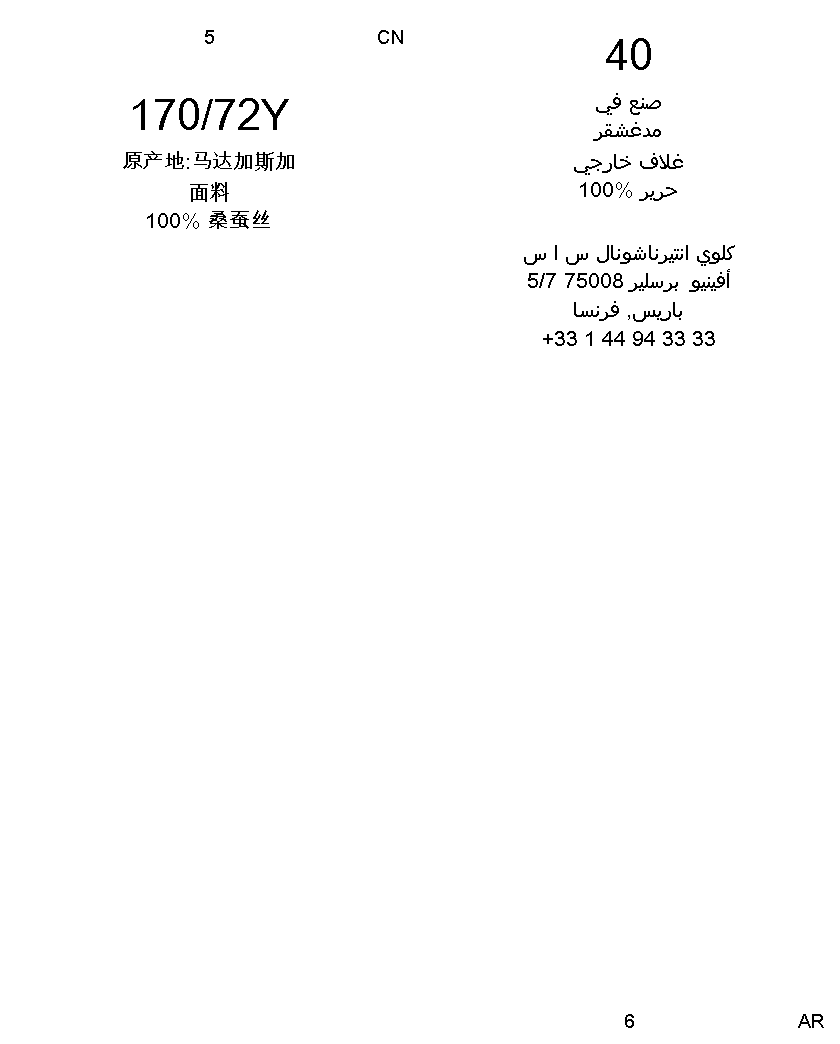 5
CN
170/72Y
原产地:马达加斯加
面料
100% 桑蚕丝
40
صنع في
مدغشقر
غلاف خارجي
100% حرير
كلوي انتيرناشونال س ا س
5/7 75008 أفينيو برسلير
باريس, فرنسا
+33 1 44 94 33 33
6
AR